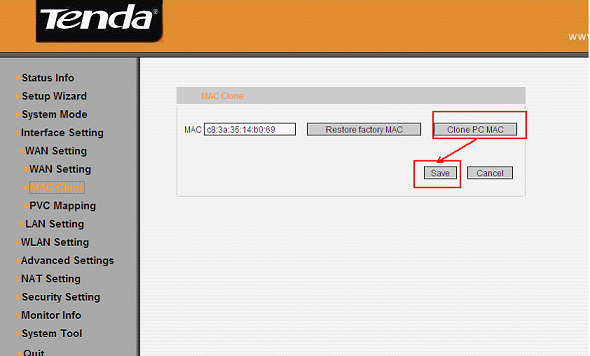 Tenda®
ww
Status Info
Setup Wizard
System Mode
Interface Setting
WAN Setting
WAN Setting
MAC Clone
PVC Mapping
LAN Setting
WLAN Setting
Advanced Settings
NAT Setting
Security Setting
Monitor Info
System Tool
Quit
MAC Clone
MAC c8:3a:35:14:b0:69 Restore factory MAC Clone PC MAC
Save Cancel